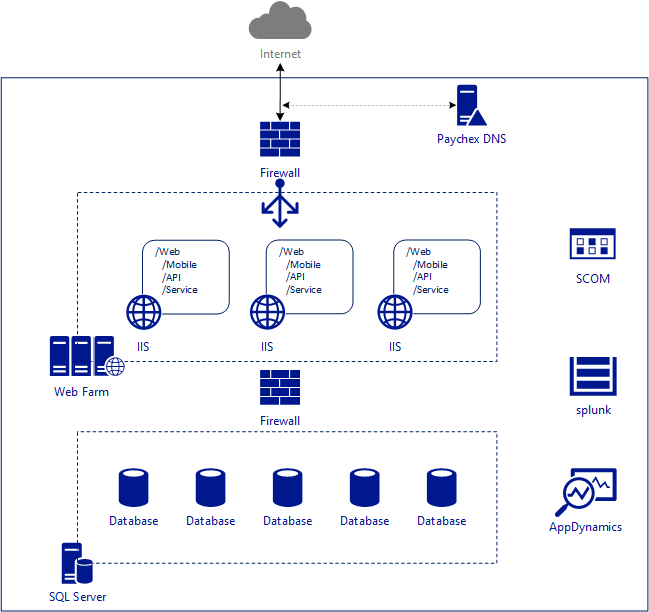 Internet
Paychex DNS
Firewall
/Web
/Mobile
/API
/Service
IIS
/Web
/Mobile
/API
/Service
IIS
/Web
/Mobile
/API
/Service
IIS
SCOM
Web Farm
Firewall
splunk
Database
Database
Database
Database
Database
AppDynamics
SQL Server